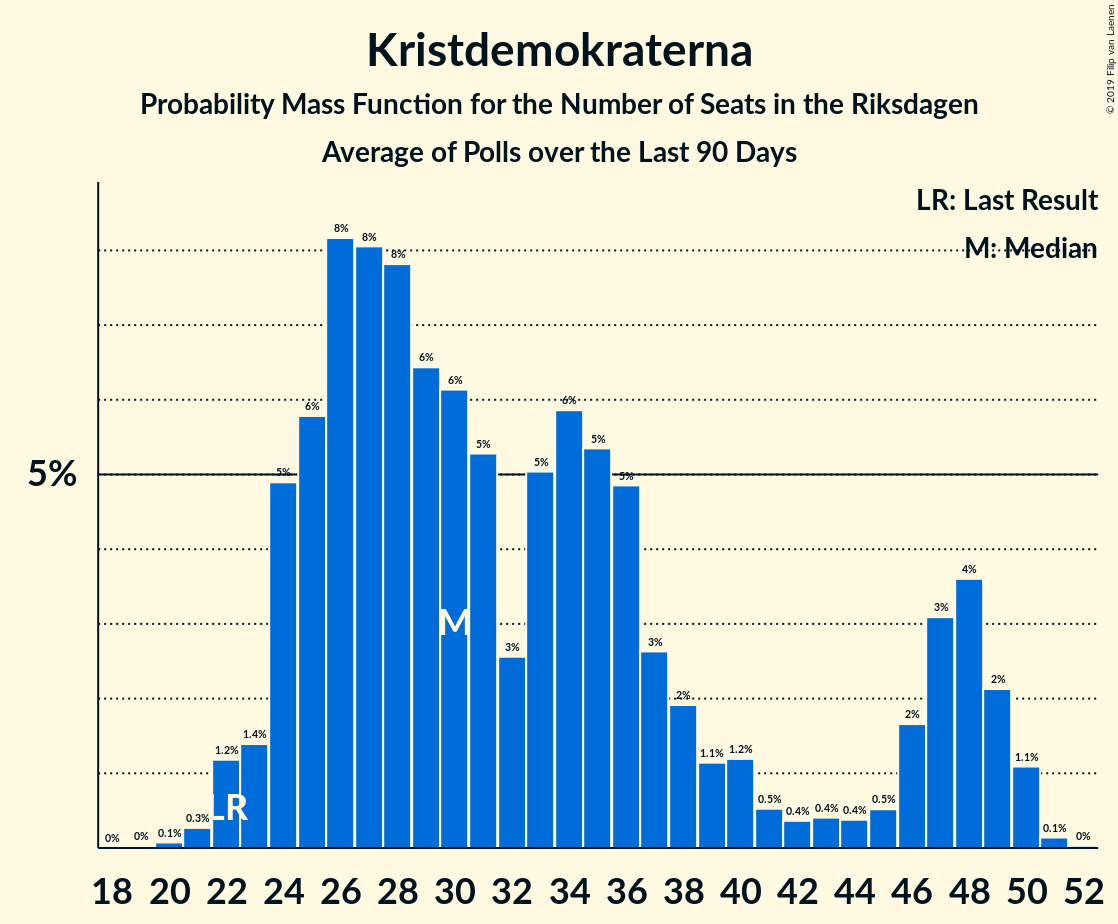 Kristdemokraterna
Probability Mass Function for the Number of Seats in the Riksdagen
Average of Polls over the Last 90 Days
© 2019 Filip van Laenen
LR: Last Result
M: Median
5%
0% 0% 0.1% 0.3% 1.2% 1.4% 5% 6% 8% 8% 8% 6% 6% 5% 3% 5% 6% 5% 5% 3% 2% 1.1% 1.2% 0.5% 0.4% 0.4% 0.4% 0.5% 2% 3% 4% 2% 1.1% 0.1% 0%
M
LR
18 20 22 24 26 28 30 32 34 36 38 40 42 44 46 48 50 52